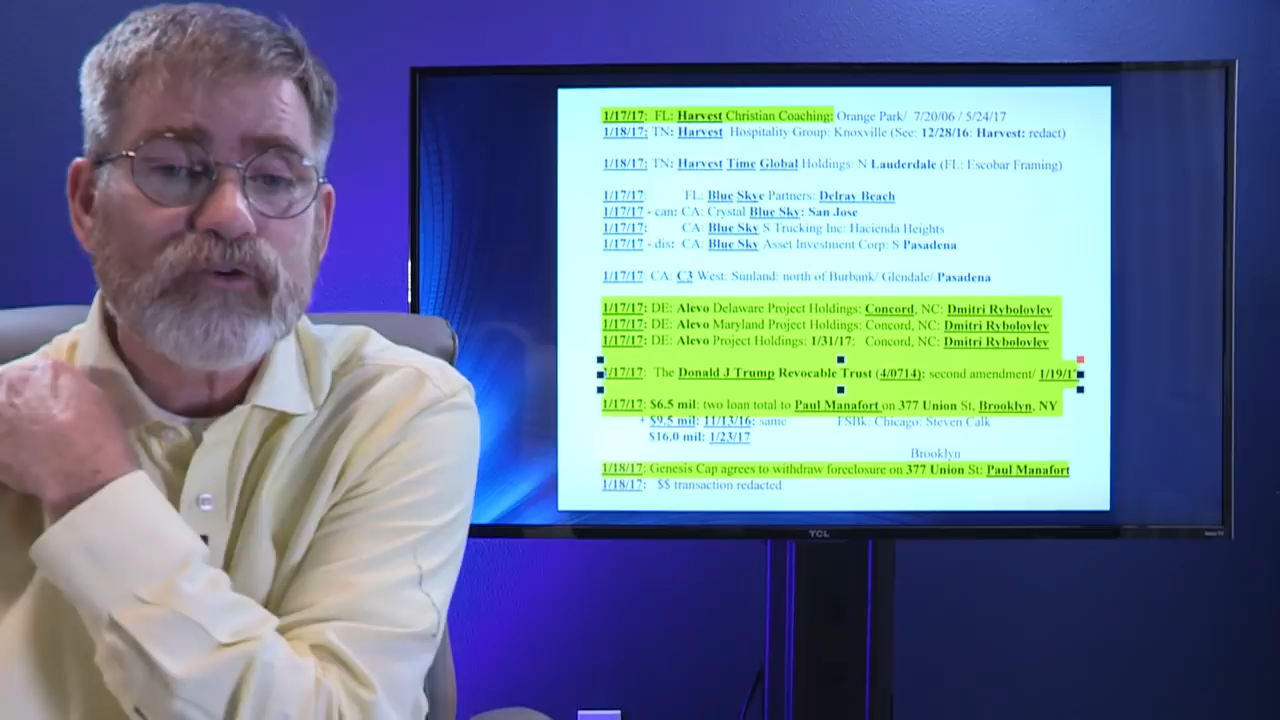 1/17/17: FL: Harvest Christian Coaching: Orange Park/ 7/20/06 / 5/24/17
1/18/17: TN: Harvest Hospitality Group: Knoxville (See: 12/28/16: Harvest: redact)
1/18/17: TN: Harvest Time Global Holdings: N Lauderdale (FL: Escobar Framing)
1/17/17: FL: Blue Skye Partners: Delray Beach
1/17/17 - can: CA: Crystal Blue Sky: San Jose
1/17/17: CA: Blue Sky S Trucking Inc: Hacienda Heights
1/17/17 - dis: CA: Blue Sky Asset Investment Corp: S Pasadena
1/17/17: CA: C3 West: Sunland: north of Burbank/ Glendale/ Pasadena
1/17/17: DE: Alevo Delaware Project Holdings: Concord, NC: Dmitri Rybolovlev
1/17/17: DE: Alevo Maryland Project Holdings: Concord, NC: Dmitri Rybolovlev
1/17/17: DE: Alevo Project Holdings: 1/31/17: Concord, NC: Dmitri Rybolovlev
1/17/17: The Donald J Trump Revocable Trust (4/0714): second amendment/ 1/19/17
1/17/17: $6.5 mil: two loan total to Paul Manafort on 377 Union St, Brooklyn, NY
+ $9.5 mil: 11/13/16: same FSBk: Chicago: Steven Calk
$16.0 mil: 1/23/17
Brooklyn
1/18/17: Genesis Cap agrees to withdraw foreclosure on 377 Union St: Paul Manafort
1/18/17: $$ transaction redacted
TCL